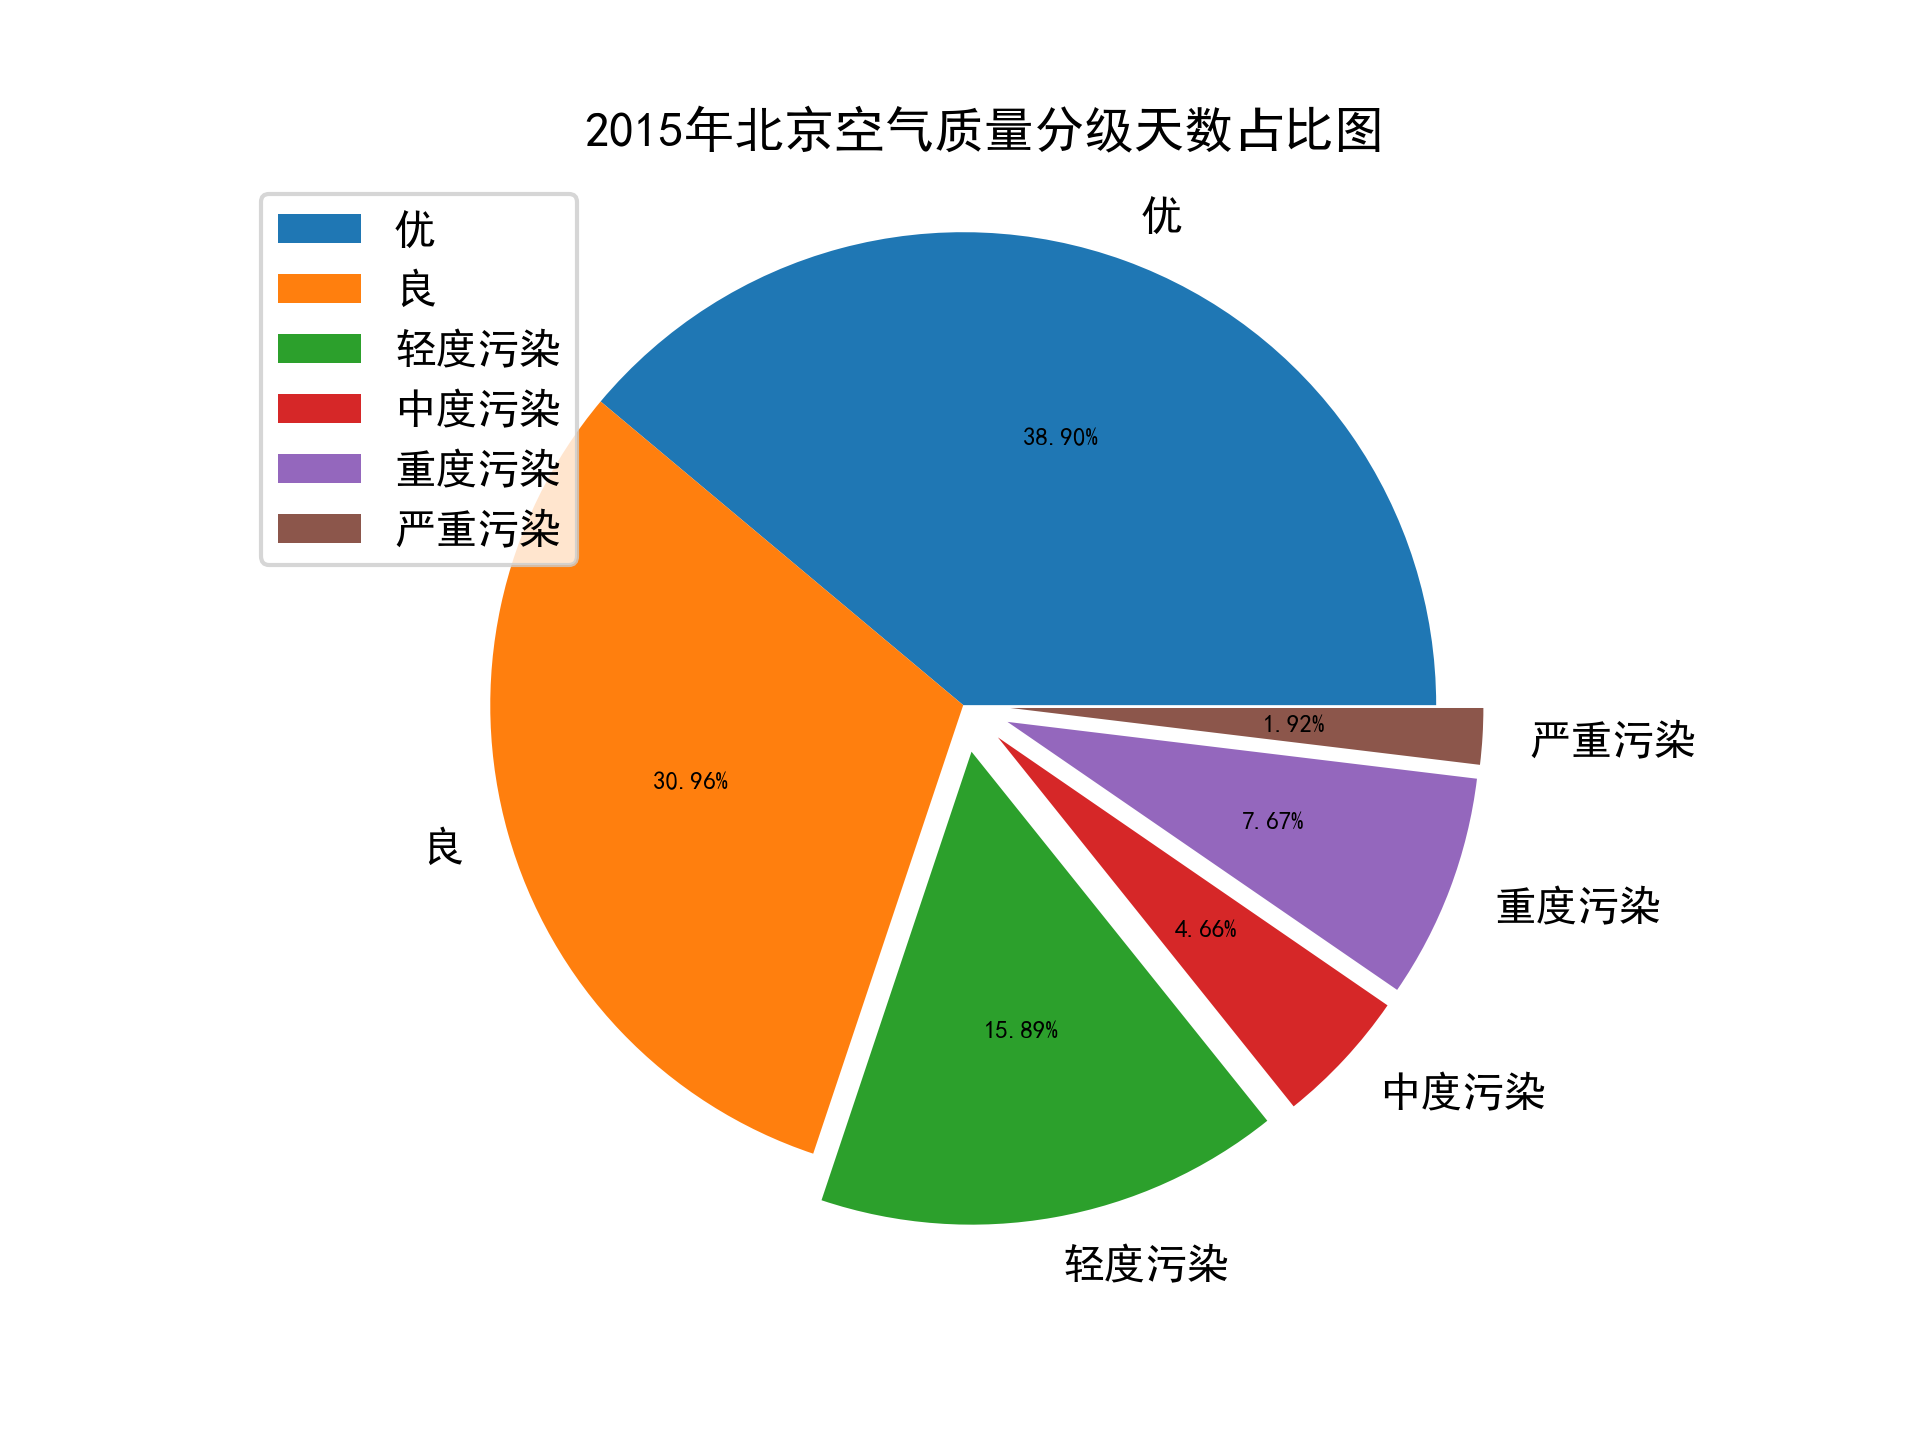 2015年北京空气质量分级天数占比图
优
良
轻度污染
中度污染
重度污染
严重污染
优
38.90%
30.96%
良
15.89%
轻度污染
4.66%
中度污染
7.67%
重度污染
1.92%
严重污染